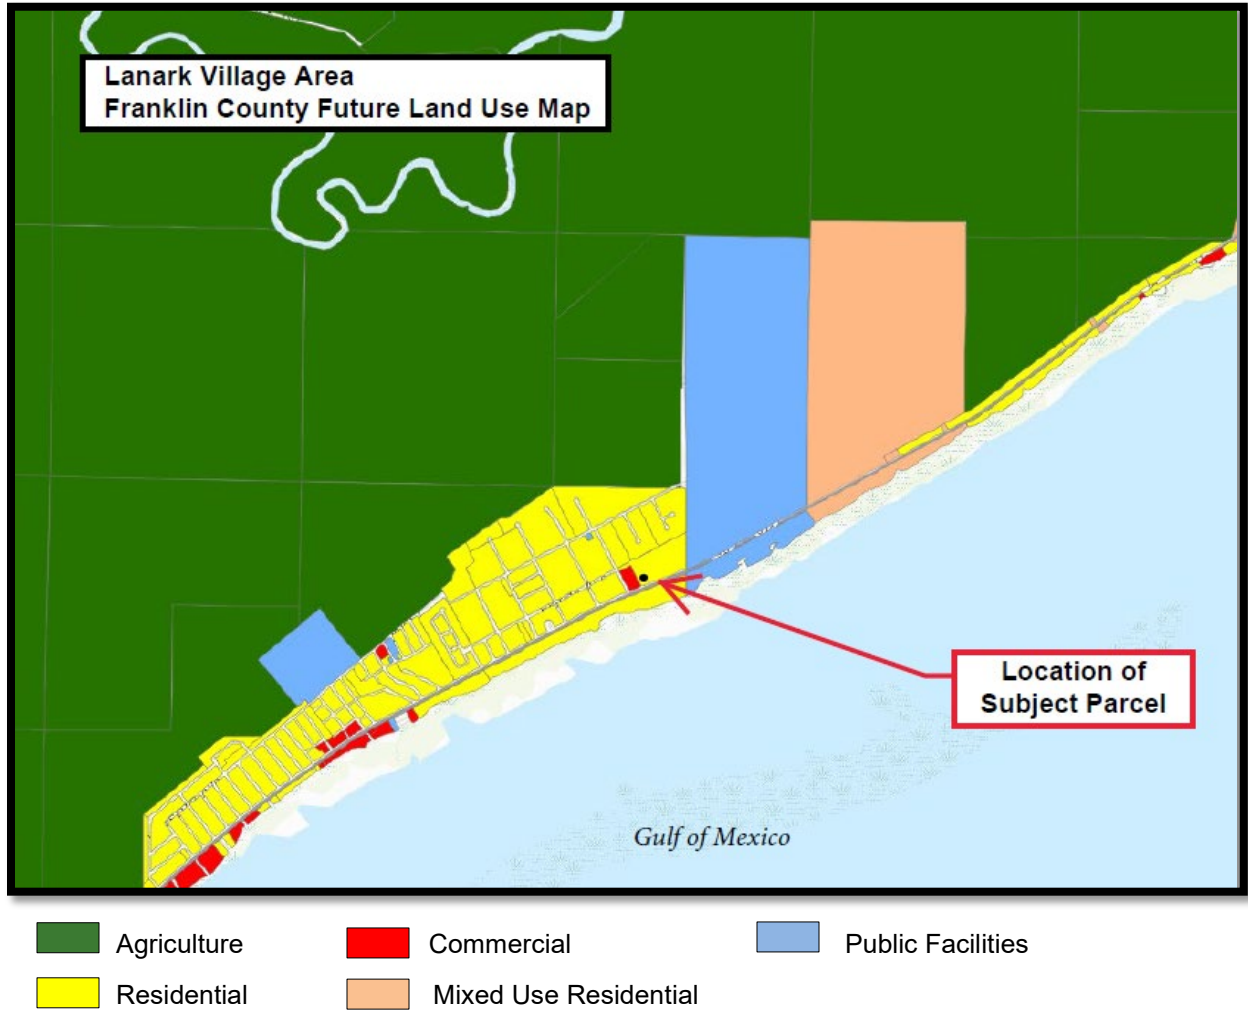 Lanark Village Area
Franklin County Future Land Use Map
Location of
Subject Parcel
Gulf of Mexico
Agriculture
Commercial
Public Facilities
Residential
Mixed Use Residential